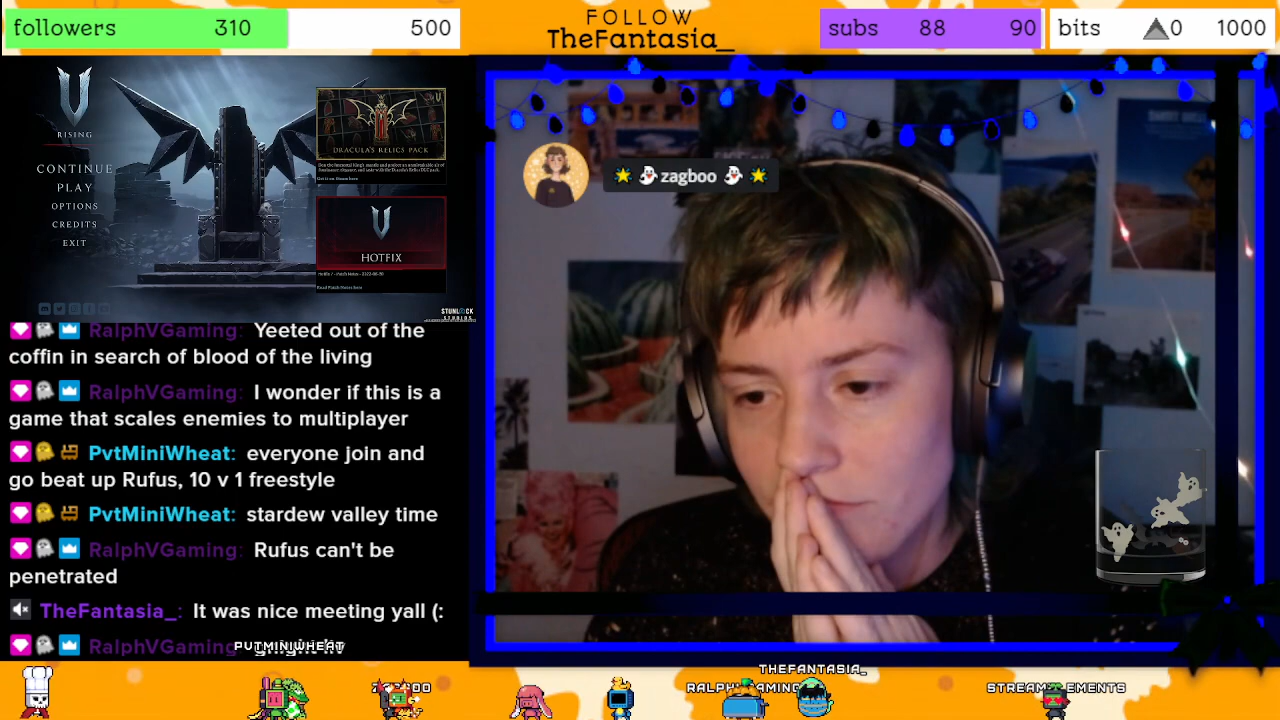 followers 310 500
FOLLOW
TheFantasia_
subs 88 90
bits 0 1000
V
RISING
CONTINUE
PLAY
OPTIONS
CREDITS
EXIT
DRACULA'S RELICS PACK
HOTFIX
STUNLOCK
STUDIOS
zagboo
RalphVGaming: Yeeted out of the
coffin in search of blood of the living
RalphVGaming: I wonder if this is a
game that scales enemies to multiplayer
PvtMiniWheat: everyone join and
go beat up Rufus, 10 v 1 freestyle
PvtMiniWheat: stardew valley time
RalphVGaming: Rufus can't be
penetrated
TheFantasia_: It was nice meeting yall (:
RalphVGaming
PVTMINIWHEAT
THEFANTASIA_